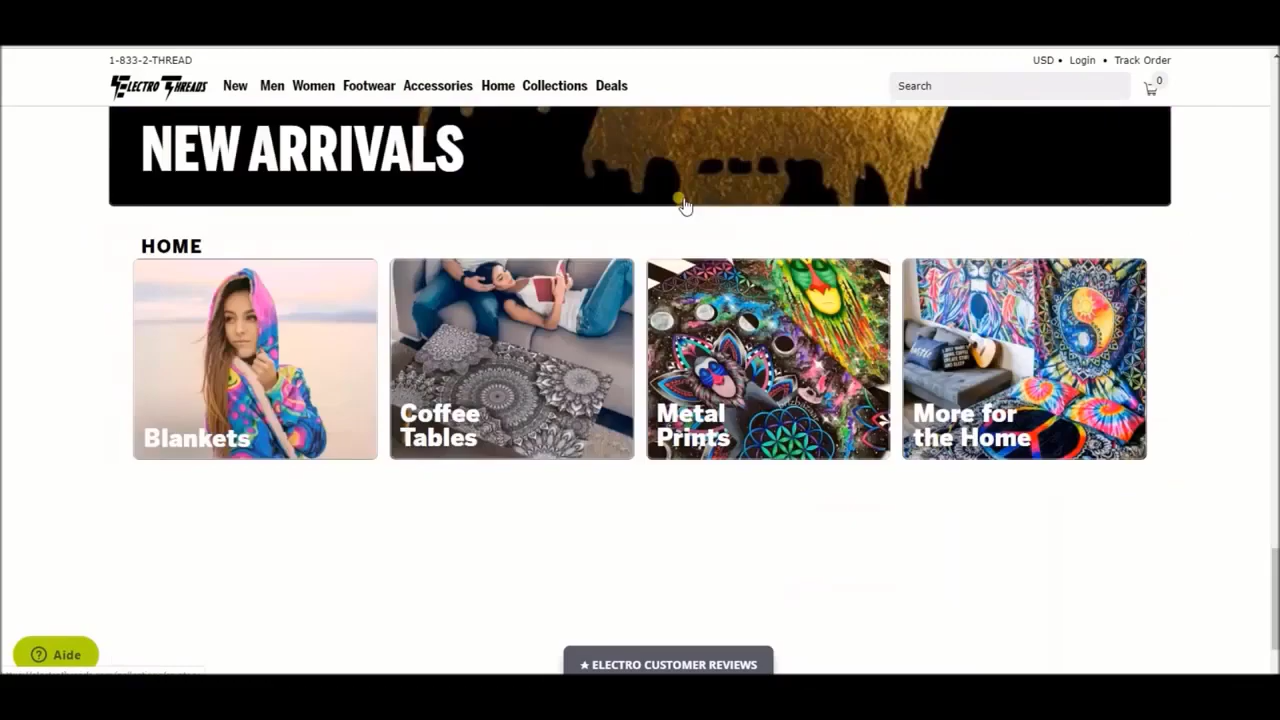 1-833-2-THREAD
USD • Login • Track Order
ELECTRO THREADS New Men Women Footwear Accessories Home Collections Deals Search 0
NEW ARRIVALS
HOME
Blankets
Coffee
Tables
Metal
Prints
More for
the Home
? Aide
★ ELECTRO CUSTOMER REVIEWS